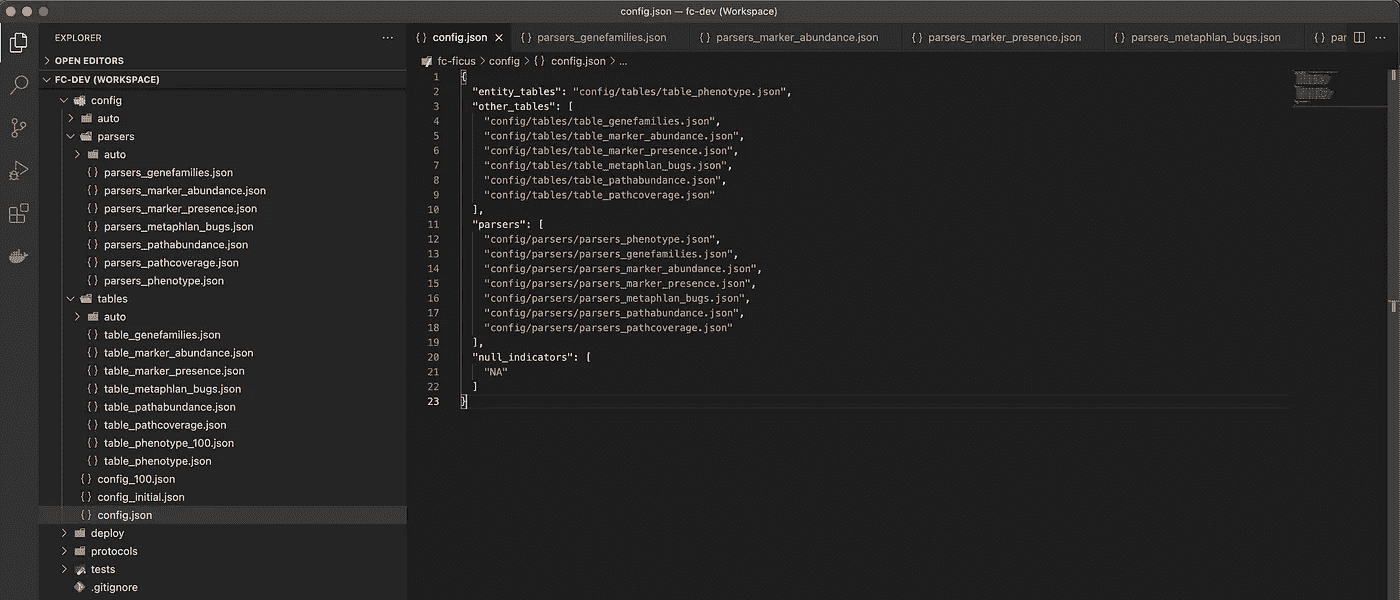 config.json — fc-dev (Workspace)
EXPLORER
OPEN EDITORS
FC-DEV (WORKSPACE)
config
auto
parsers
auto
{ } parsers_genefamilies.json
{ } parsers_marker_abundance.json
{ } parsers_marker_presence.json
{ } parsers_metaphlan_bugs.json
{ } parsers_pathabundance.json
{ } parsers_pathcoverage.json
{ } parsers_phenotype.json
tables
auto
{ } table_genefamilies.json
{ } table_marker_abundance.json
{ } table_marker_presence.json
{ } table_metaphlan_bugs.json
{ } table_pathabundance.json
{ } table_pathcoverage.json
{ } table_phenotype_100.json
{ } table_phenotype.json
{ } config_100.json
{ } config_initial.json
{ } config.json
deploy
protocols
tests
.gitignore
{ } config.json { } parsers_genefamilies.json { } parsers_marker_abundance.json { } parsers_marker_presence.json { } parsers_metaphlan_bugs.json { } par
fc-ficus > config > { } config.json > ...
1 {
2 "entity_tables": "config/tables/table_phenotype.json",
3 "other_tables": [
4 "config/tables/table_genefamilies.json",
5 "config/tables/table_marker_abundance.json",
6 "config/tables/table_marker_presence.json",
7 "config/tables/table_metaphlan_bugs.json",
8 "config/tables/table_pathabundance.json",
9 "config/tables/table_pathcoverage.json"
10 ],
11 "parsers": [
12 "config/parsers/parsers_phenotype.json",
13 "config/parsers/parsers_genefamilies.json",
14 "config/parsers/parsers_marker_abundance.json",
15 "config/parsers/parsers_marker_presence.json",
16 "config/parsers/parsers_metaphlan_bugs.json",
17 "config/parsers/parsers_pathabundance.json",
18 "config/parsers/parsers_pathcoverage.json"
19 ],
20 "null_indicators": [
21 "NA"
22 ]
23 }